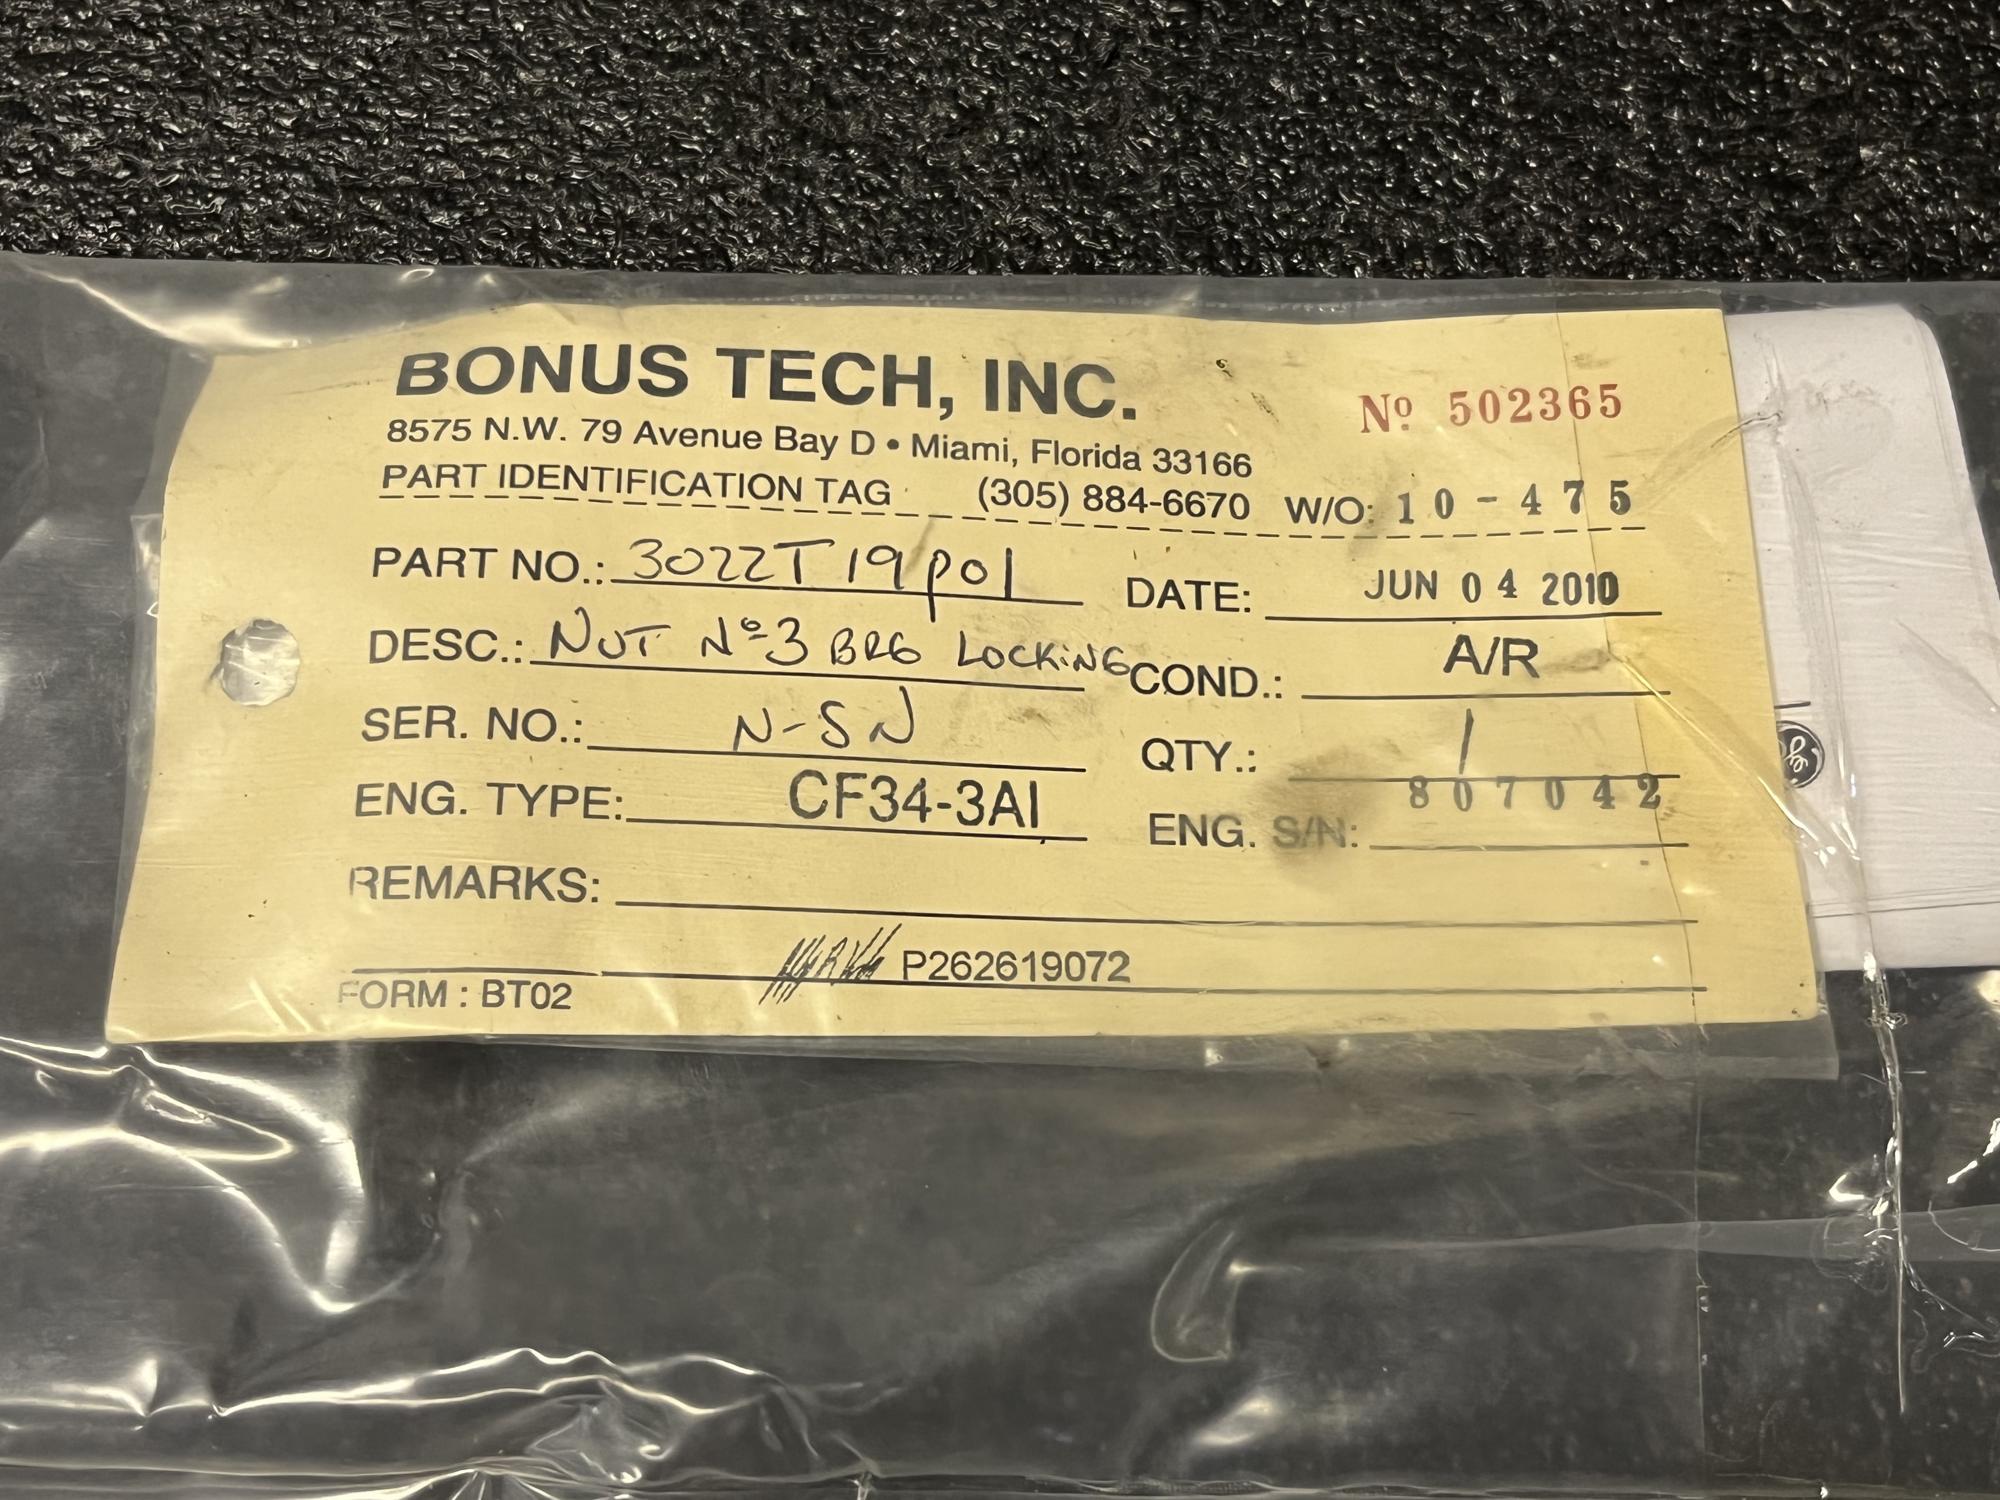 BONUS TECH, INC.
Nº 502365
8575 N.W. 79 Avenue Bay D • Miami, Florida 33166
PART IDENTIFICATION TAG (305) 884-6670 W/O: 10-475
PART NO.: 3022T19P01 DATE: JUN 04 2010
DESC.: NUT Nº3 BRG LOCKING COND.: A/R
SER. NO.: N-SN QTY.: 1
ENG. TYPE: CF34-3A1 ENG. S/N: 807042
REMARKS:
P262619072
FORM : BT02
GE